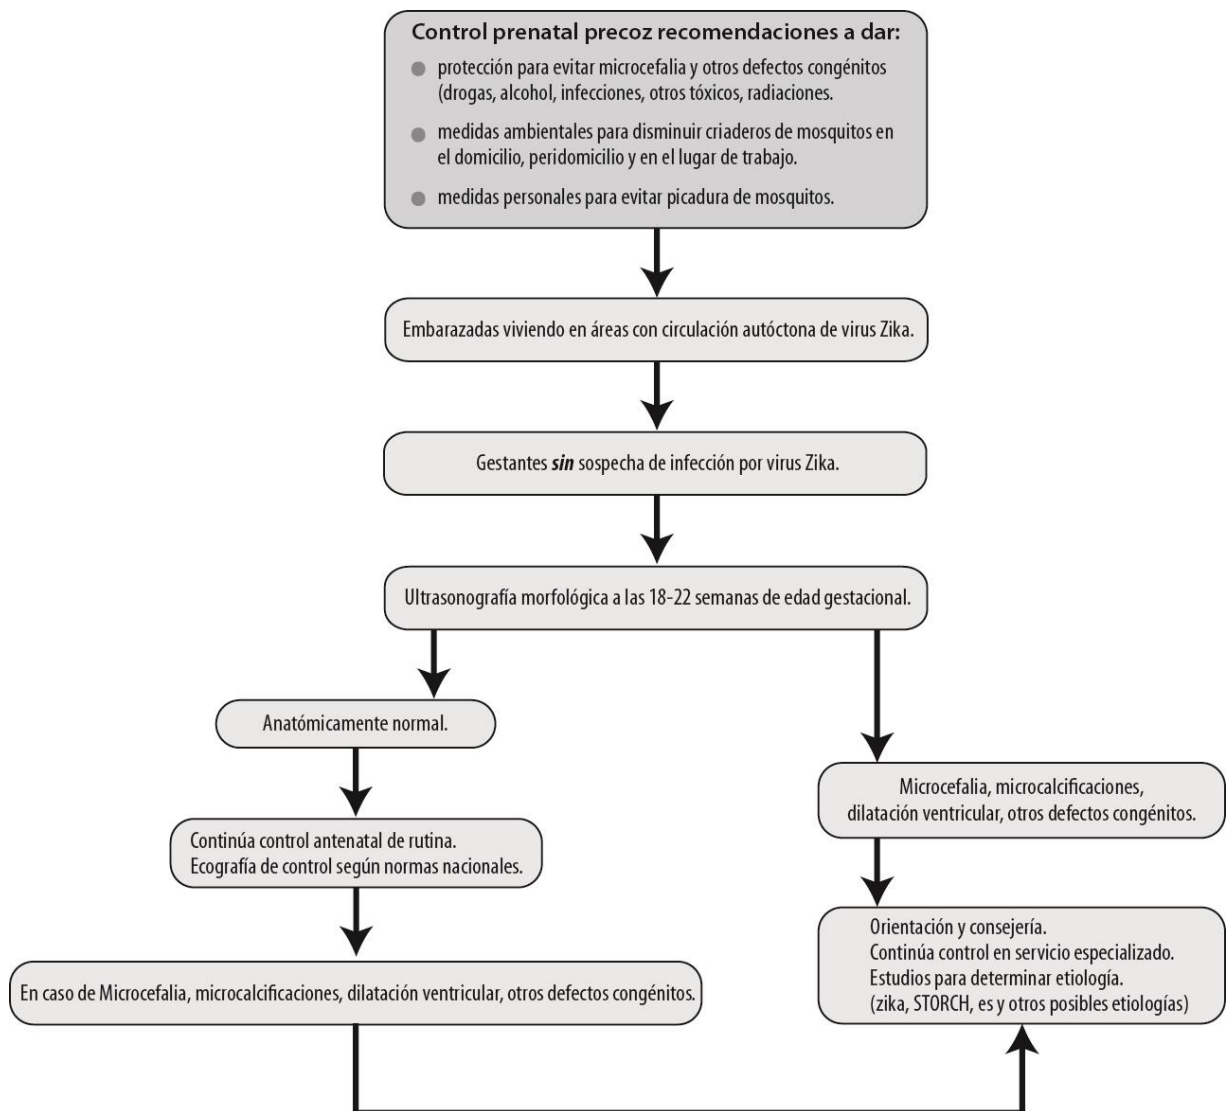 Control prenatal precoz recomendaciones a dar:
protección para evitar microcefalia y otros defectos congénitos
(drogas, alcohol, infecciones, otros tóxicos, radiaciones.
medidas ambientales para disminuir criaderos de mosquitos en
el domicilio, peridomicilio y en el lugar de trabajo.
medidas personales para evitar picadura de mosquitos.
Embarazadas viviendo en áreas con circulación autóctona de virus Zika.
Gestantes sin sospecha de infección por virus Zika.
Ultrasonografía morfológica a las 18-22 semanas de edad gestacional.
Anatómicamente normal.
Continúa control antenatal de rutina.
Ecografía de control según normas nacionales.
En caso de Microcefalia, microcalcificaciones, dilatación ventricular, otros defectos congénitos.
Microcefalia, microcalcificaciones,
dilatación ventricular, otros defectos congénitos.
Orientación y consejería.
Continúa control en servicio especializado.
Estudios para determinar etiología.
(zika, STORCH, es y otros posibles etiologías)